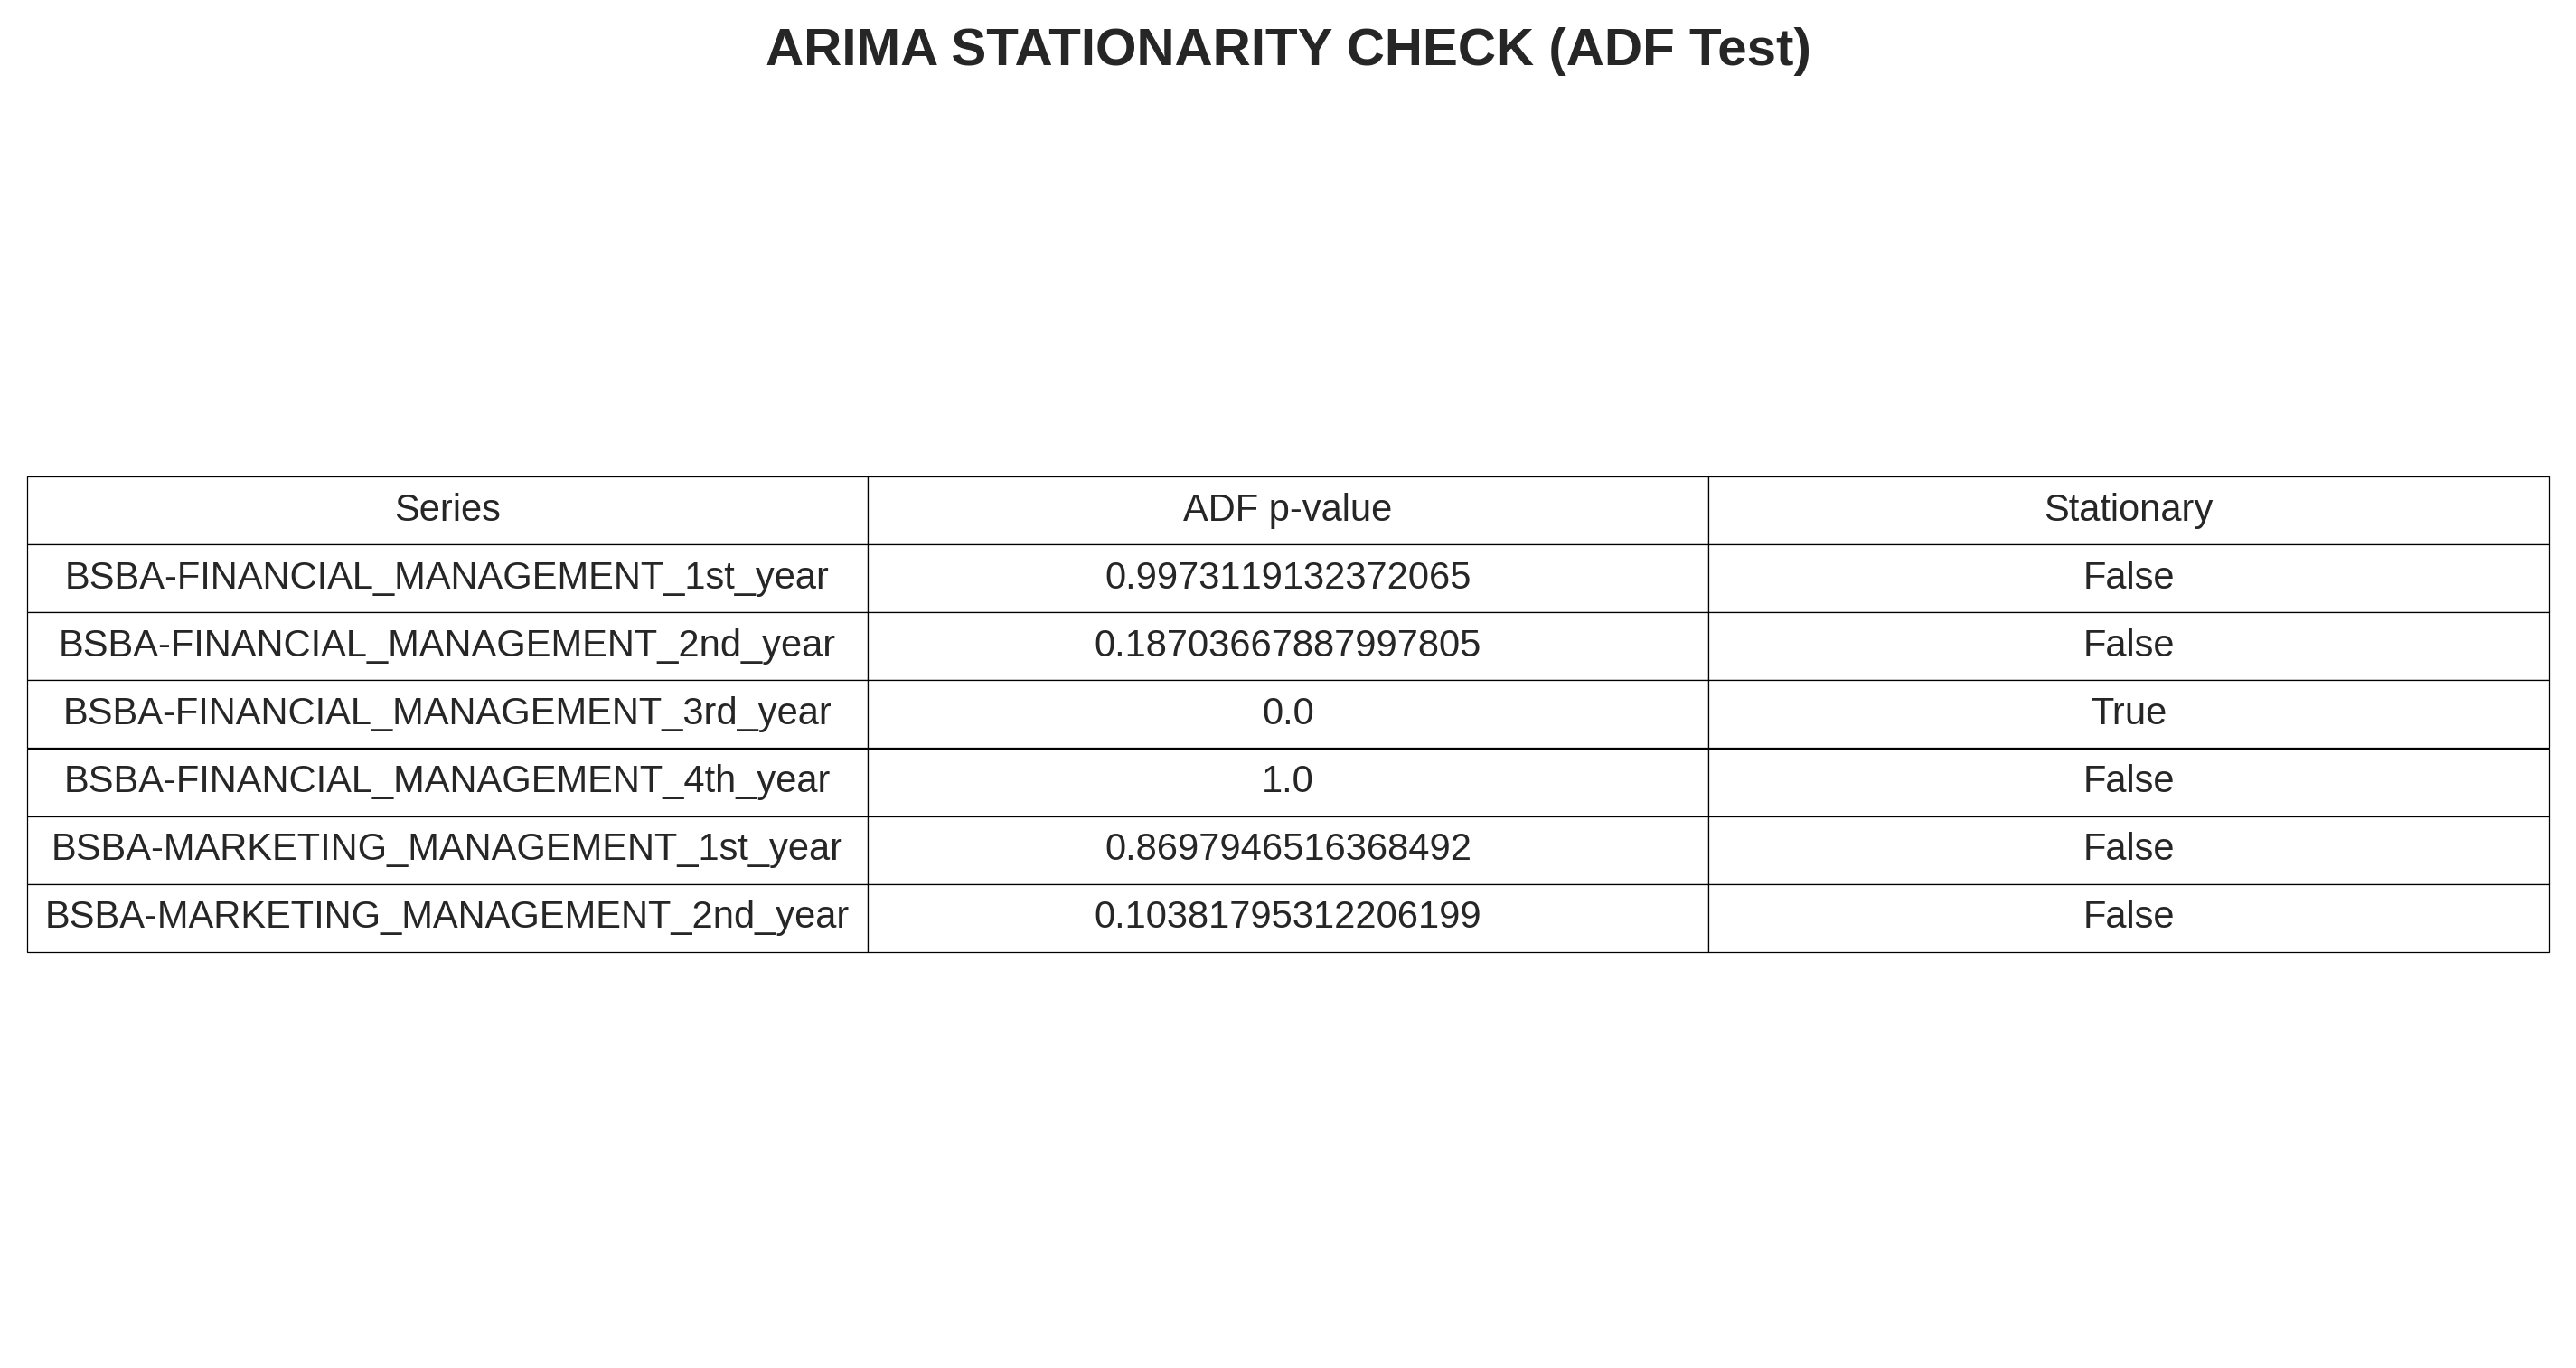 ARIMA STATIONARITY CHECK (ADF Test)
Series ADF p-value Stationary
BSBA-FINANCIAL_MANAGEMENT_1st_year 0.9973119132372065 False
BSBA-FINANCIAL_MANAGEMENT_2nd_year 0.18703667887997805 False
BSBA-FINANCIAL_MANAGEMENT_3rd_year 0.0 True
BSBA-FINANCIAL_MANAGEMENT_4th_year 1.0 False
BSBA-MARKETING_MANAGEMENT_1st_year 0.8697946516368492 False
BSBA-MARKETING_MANAGEMENT_2nd_year 0.10381795312206199 False